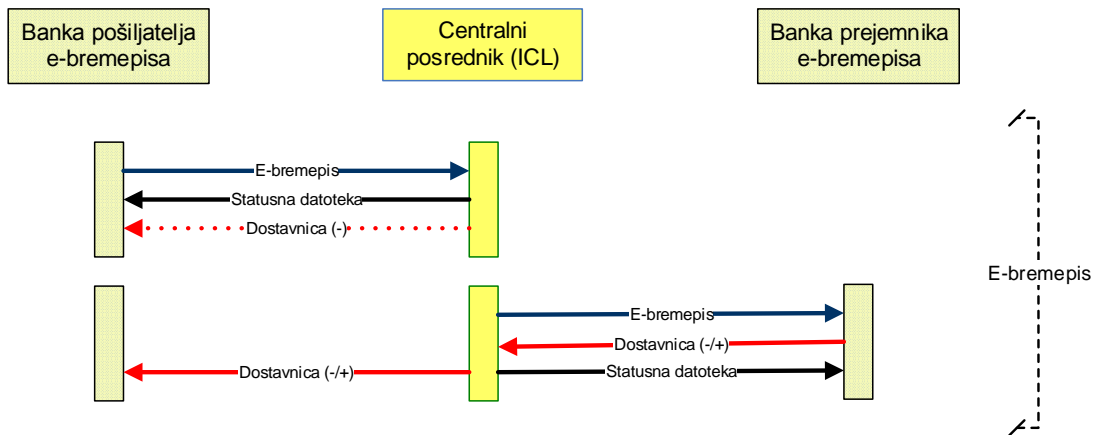 Banka pošiljatelja
e-bremepisa
Centralni
posrednik (ICL)
Banka prejemnika
e-bremepisa
E-bremepis
Statusna datoteka
Dostavnica (-)
E-bremepis
E-bremepis
Dostavnica (-/+)
Dostavnica (-/+)
Statusna datoteka